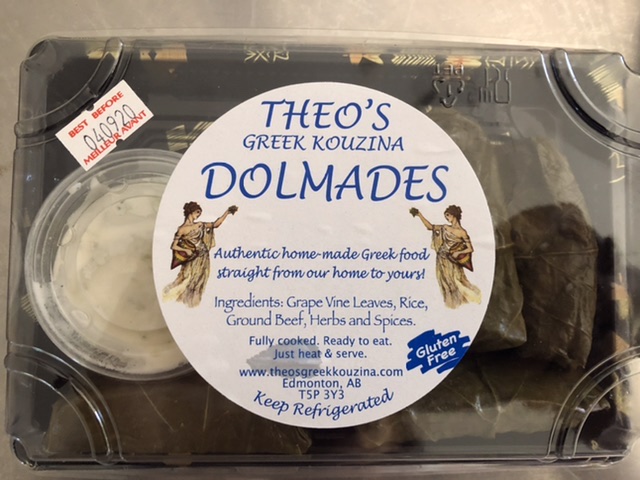 BEST BEFORE
040920
MEILLEUR AVANT
THEO'S
GREEK KOUZINA
DOLMADES
Authentic home-made Greek food
straight from our home to yours!
Ingredients: Grape Vine Leaves, Rice,
Ground Beef, Herbs and Spices.
Fully cooked. Ready to eat.
Just heat & serve.
Gluten
Free
www.theosgreekkouzina.com
Edmonton, AB
T5P 3Y3
Keep Refrigerated